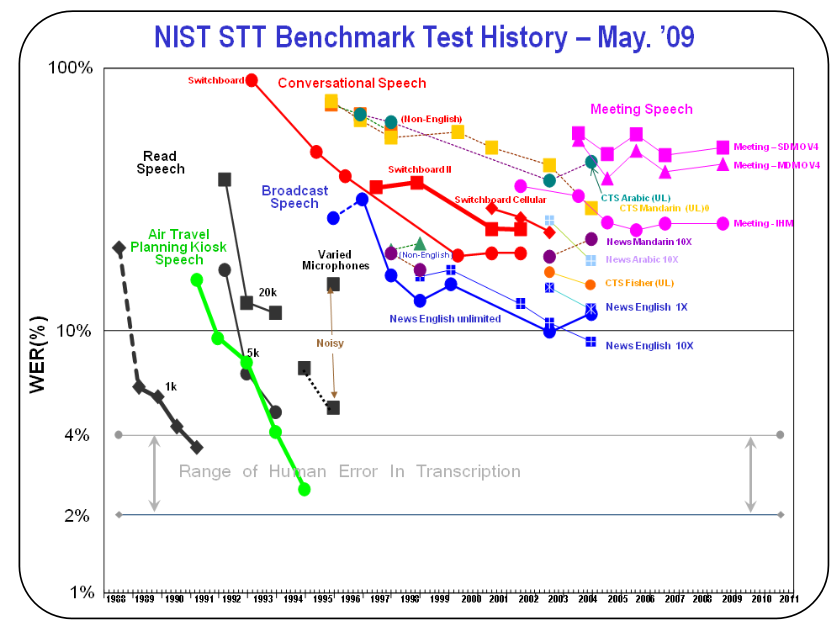 NIST STT Benchmark Test History – May. '09
100%
Switchboard
Conversational Speech
(Non-English)
Meeting Speech
Meeting – SDM OV4
Meeting – MDM OV4
Read
Speech
Switchboard II
Broadcast
Speech
Switchboard Cellular
CTS Arabic (UL)
CTS Mandarin (UL)0
Meeting - IHM
Air Travel
Planning Kiosk
Speech
Varied
Microphones
(Non-English)
News Mandarin 10X
News Arabic 10X
CTS Fisher (UL)
20k
News English unlimited
News English 1X
10%
Noisy
News English 10X
5k
1k
WER(%)
4%
Range of Human Error In Transcription
2%
1%
1988 1989 1990 1991 1992 1993 1994 1995 1996 1997 1998 1999 2000 2001 2002 2003 2004 2005 2006 2007 2008 2009 2010 2011